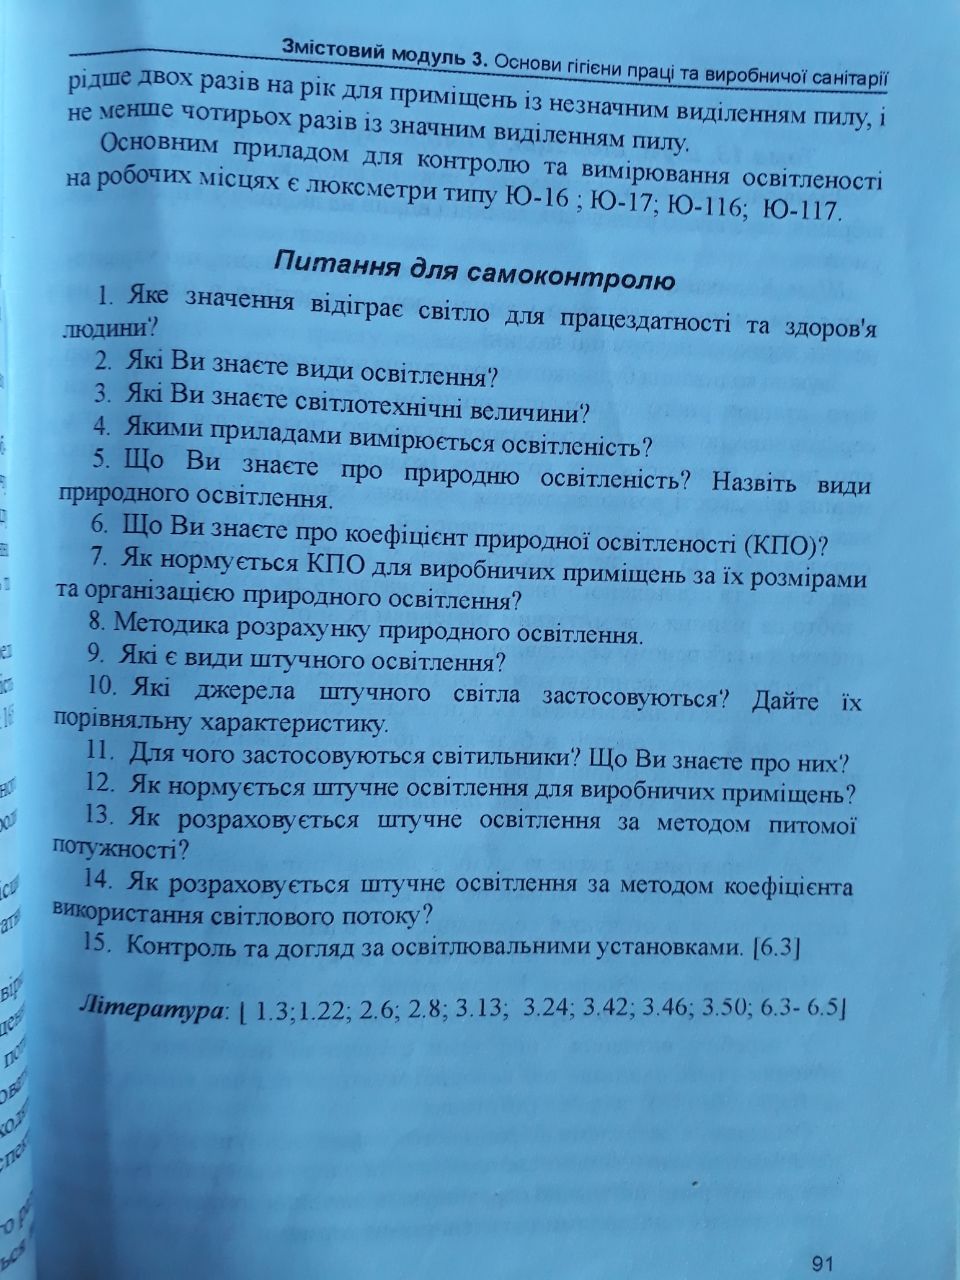 Змістовий модуль 3. Основи гігієни праці та виробничої санітарії
рідше двох разів на рік для приміщень із незначним виділенням пилу, і
не менше чотирьох разів із значним виділенням пилу.
Основним приладом для контролю та вимірювання освітленості
на робочих місцях є люксметри типу Ю-16 ; Ю-17; Ю-116; Ю-117.
Питання для самоконтролю
1. Яке значення відіграє світло для працездатності та здоров'я
людини?
2. Які Ви знаєте види освітлення?
3. Які Ви знаєте світлотехнічні величини?
4. Якими приладами вимірюється освітленість?
5. Що Ви знаєте про природню освітленість? Назвіть види
природного освітлення.
6. Що Ви знаєте про коефіцієнт природної освітленості (КПО)?
7. Як нормується КПО для виробничих приміщень за їх розмірами
та організацією природного освітлення?
8. Методика розрахунку природного освітлення.
9. Які є види штучного освітлення?
10. Які джерела штучного світла застосовуються? Дайте їх
порівняльну характеристику.
11. Для чого застосовуються світильники? Що Ви знаєте про них?
12. Як нормується штучне освітлення для виробничих приміщень?
13. Як розраховується штучне освітлення за методом питомої
потужності?
14. Як розраховується штучне освітлення за методом коефіцієнта
використання світлового потоку?
15. Контроль та догляд за освітлювальними установками. [6.3]
Література: [ 1.3;1.22; 2.6; 2.8; 3.13; 3.24; 3.42; 3.46; 3.50; 6.3- 6.5]
91